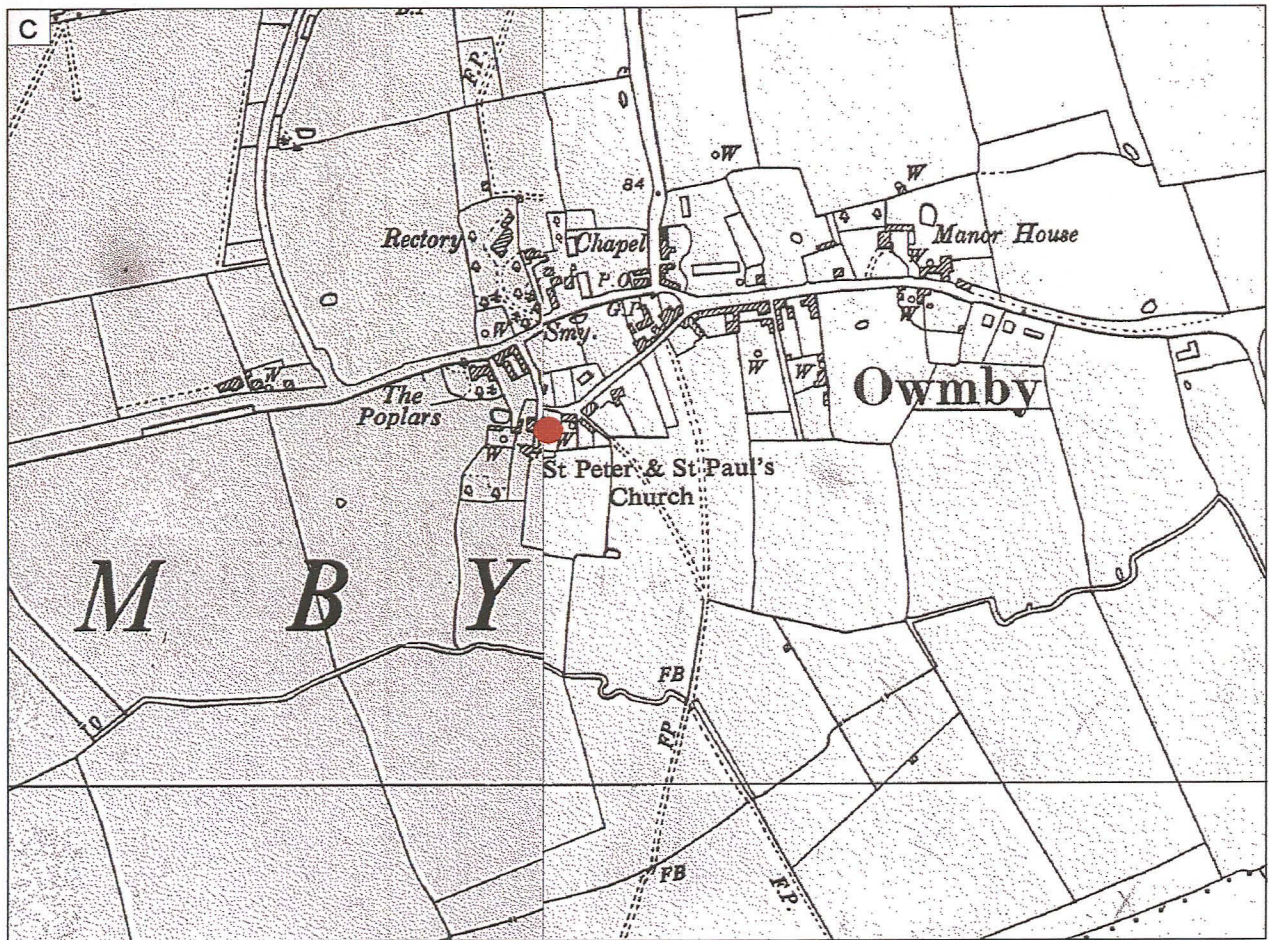 C
F.P.
W
W
84
Rectory
Chapel
Manor House
W
P.O
G.P.
W
W
Smy.
W
W
W
The
Poplars
Owmby
W
W
St Peter & St Paul's
Church
M B Y
FB
F.P.
FB
F.P.